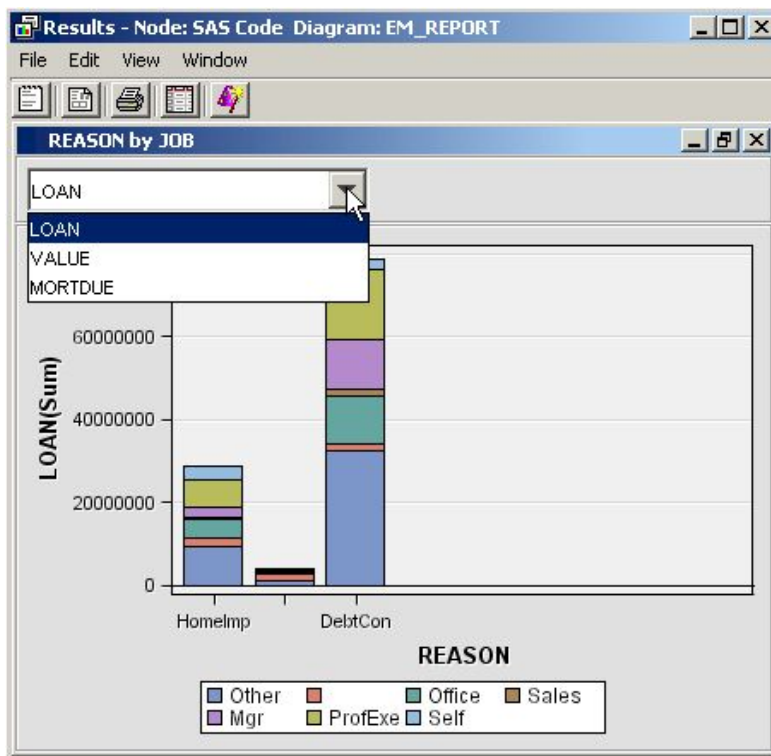 Results - Node: SAS Code Diagram: EM_REPORT
File Edit View Window
REASON by JOB
LOAN
LOAN
VALUE
MORTDUE
60000000
40000000
20000000
0
LOAN(Sum)
HomeImp DebtCon
REASON
Other Office Sales
Mgr ProfExe Self